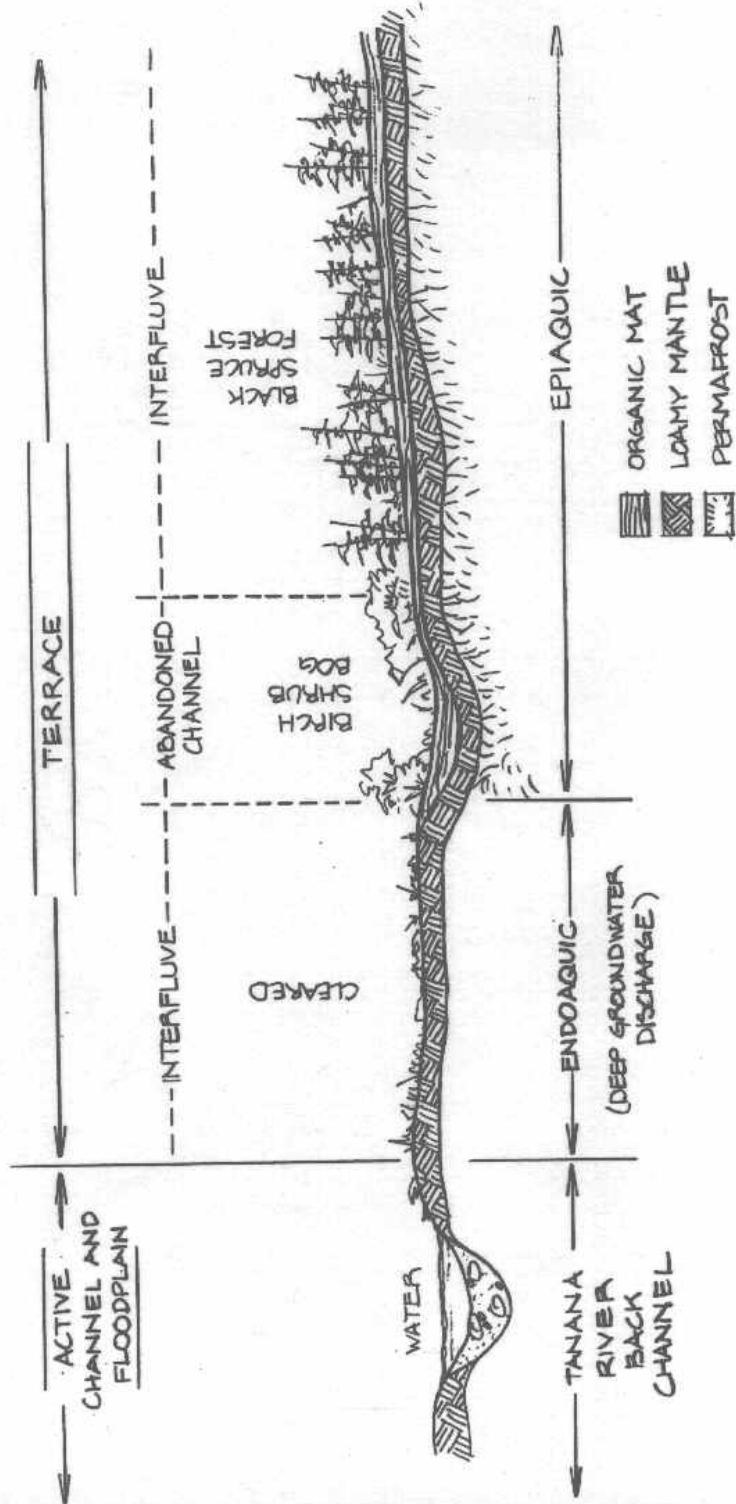 TERRACE
ACTIVE
CHANNEL AND
FLOODPLAIN
INTERFLUVE
ABANDONED
CHANNEL
INTERFLUVE
CLEARED
BIRCH
SHRUB
BOG
BLACK
SPRUCE
FOREST
WATER
TANANA
RIVER
BACK
CHANNEL
ENDOAQUIC
(DEEP GROUNDWATER
DISCHARGE)
EPIAQUIC
ORGANIC MAT
LOAMY MANTLE
PERMAFROST